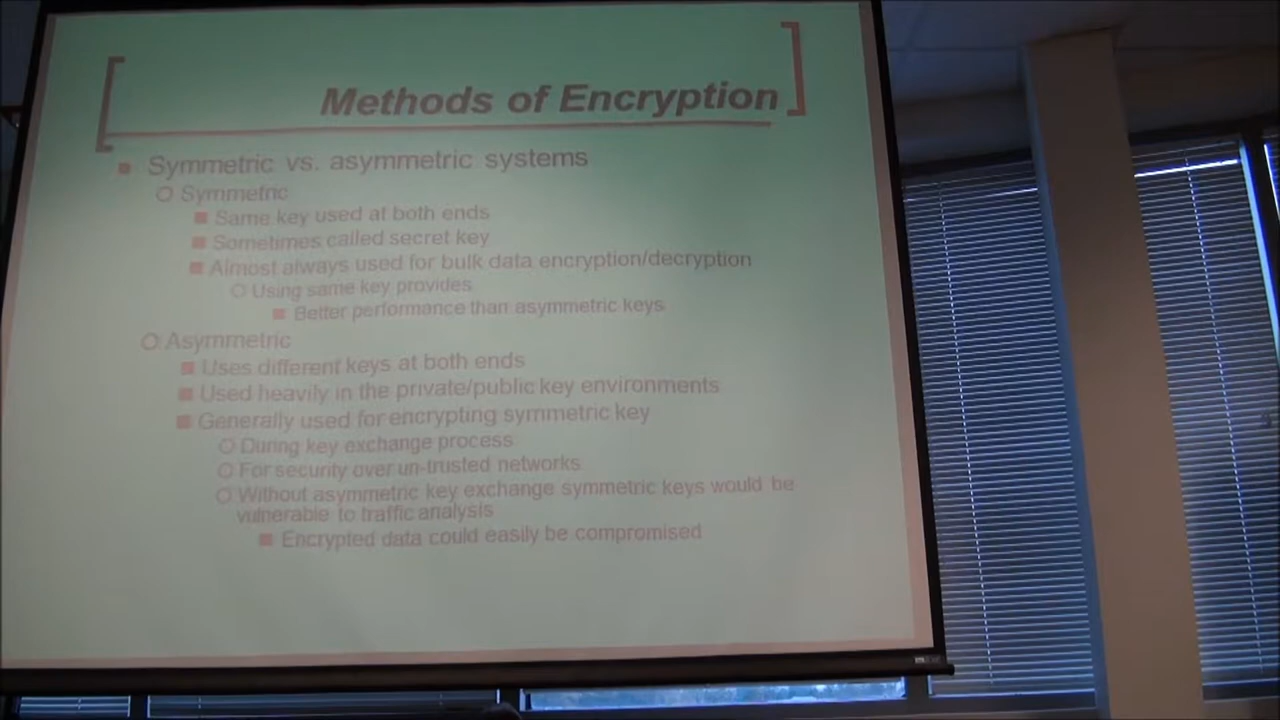 Methods of Encryption
Symmetric vs. asymmetric systems
Symmetric
Same key used at both ends
Sometimes called secret key
Almost always used for bulk data encryption/decryption
Using same key provides
Better performance than asymmetric keys
Asymmetric
Uses different keys at both ends
Used heavily in the private/public key environments
Generally used for encrypting symmetric key
During key exchange process
For security over un-trusted networks
Without asymmetric key exchange symmetric keys would be
vulnerable to traffic analysis
Encrypted data could easily be compromised